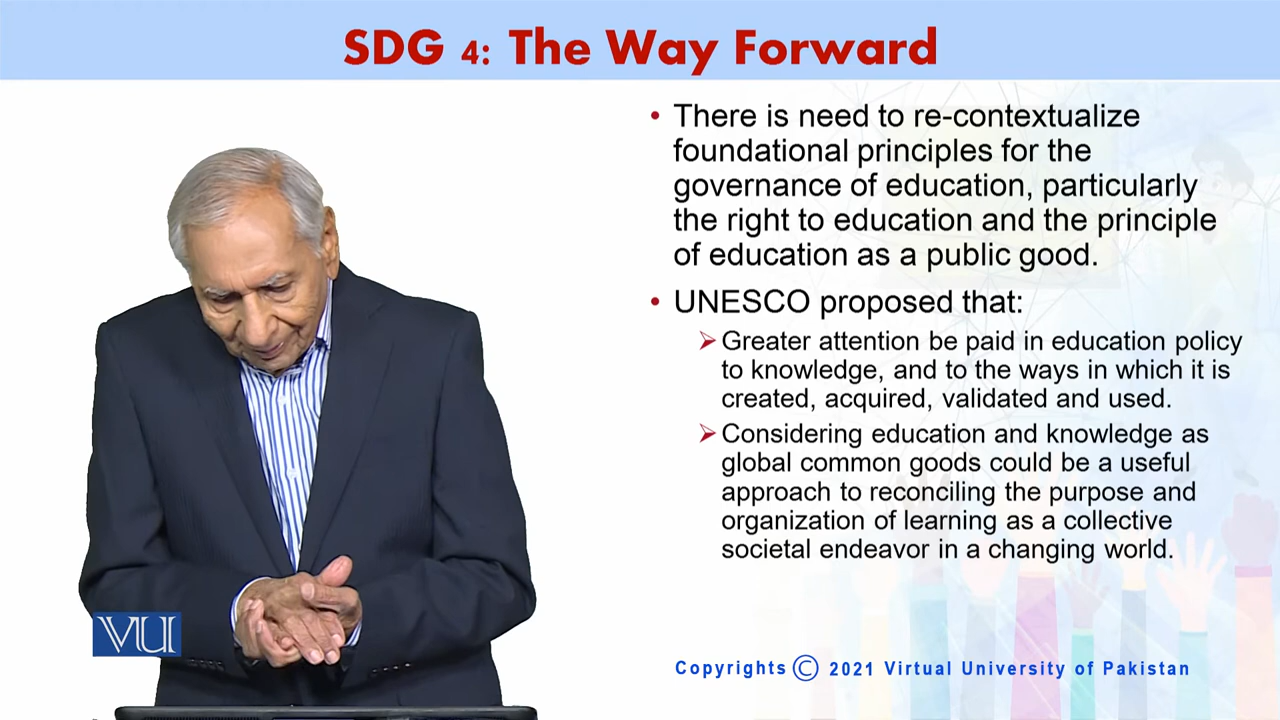 SDG 4: The Way Forward
• There is need to re-contextualize
foundational principles for the
governance of education, particularly
the right to education and the principle
of education as a public good.
• UNESCO proposed that:
➢ Greater attention be paid in education policy
to knowledge, and to the ways in which it is
created, acquired, validated and used.
➢ Considering education and knowledge as
global common goods could be a useful
approach to reconciling the purpose and
organization of learning as a collective
societal endeavor in a changing world.
VU
Copyrights © 2021 Virtual University of Pakistan